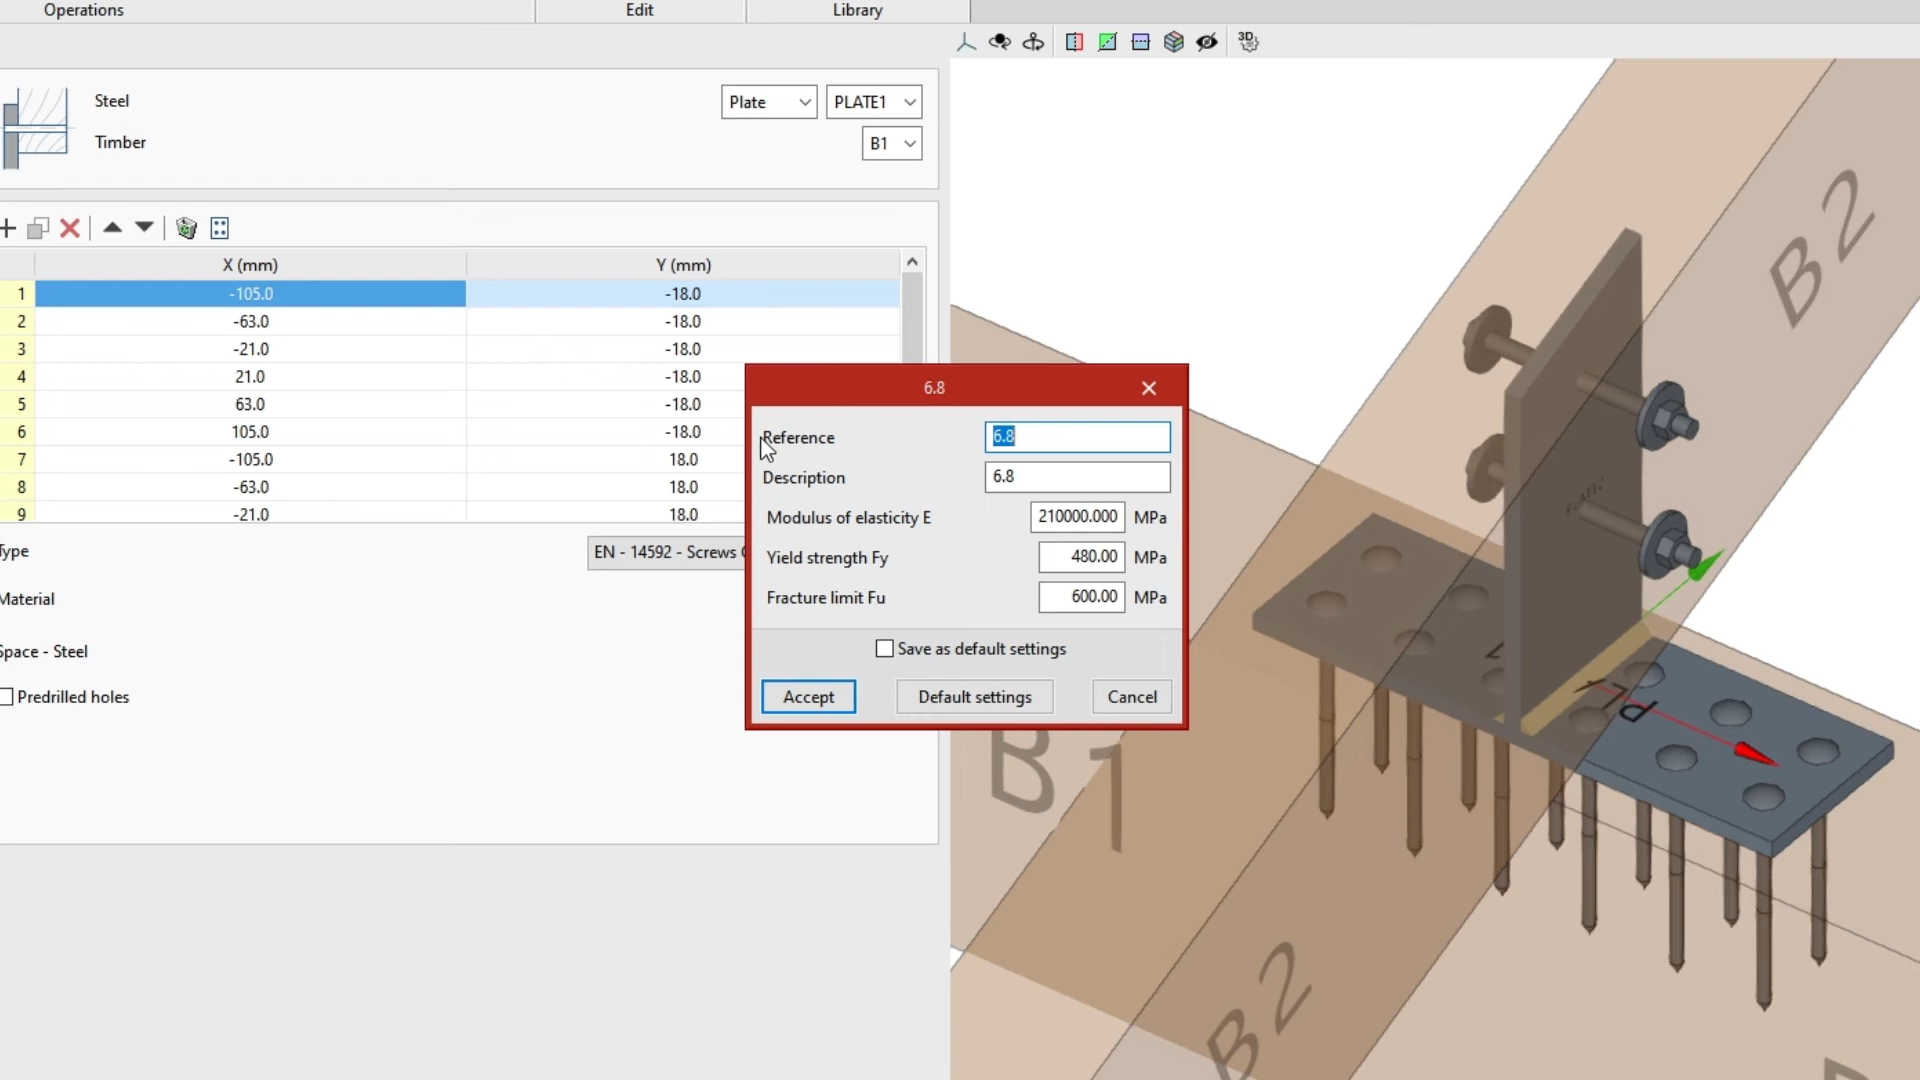 Operations Edit Library
3D
Steel Plate PLATE1
Timber B1
X (mm) Y (mm)
1 -105.0 -18.0
2 -63.0 -18.0
3 -21.0 -18.0
4 21.0 -18.0
5 63.0 -18.0
6 105.0 -18.0
7 -105.0 18.0
8 -63.0 18.0
9 -21.0 18.0
Type EN - 14592 - Screws
Material
Space - Steel
Predrilled holes
6.8
Reference 6.8
Description 6.8
Modulus of elasticity E 210000.000 MPa
Yield strength Fy 480.00 MPa
Fracture limit Fu 600.00 MPa
Save as default settings
Accept Default settings Cancel
B2
B1
B2